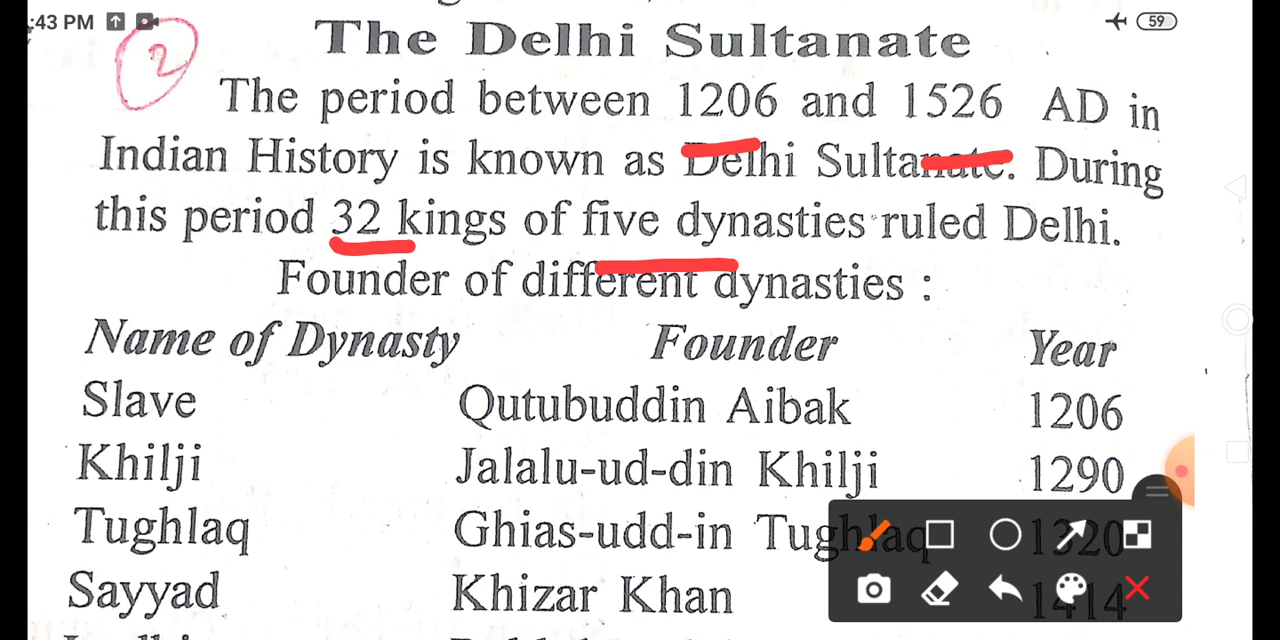 :43 PM
59
2
The Delhi Sultanate
The period between 1206 and 1526 AD in
Indian History is known as Delhi Sultanate. During
this period 32 kings of five dynasties ruled Delhi.
Founder of different dynasties :
Name of Dynasty Founder Year
Slave Qutubuddin Aibak 1206
Khilji Jalalu-ud-din Khilji 1290
Tughlaq Ghias-udd-in Tughlaq 1320
Sayyad Khizar Khan 1414